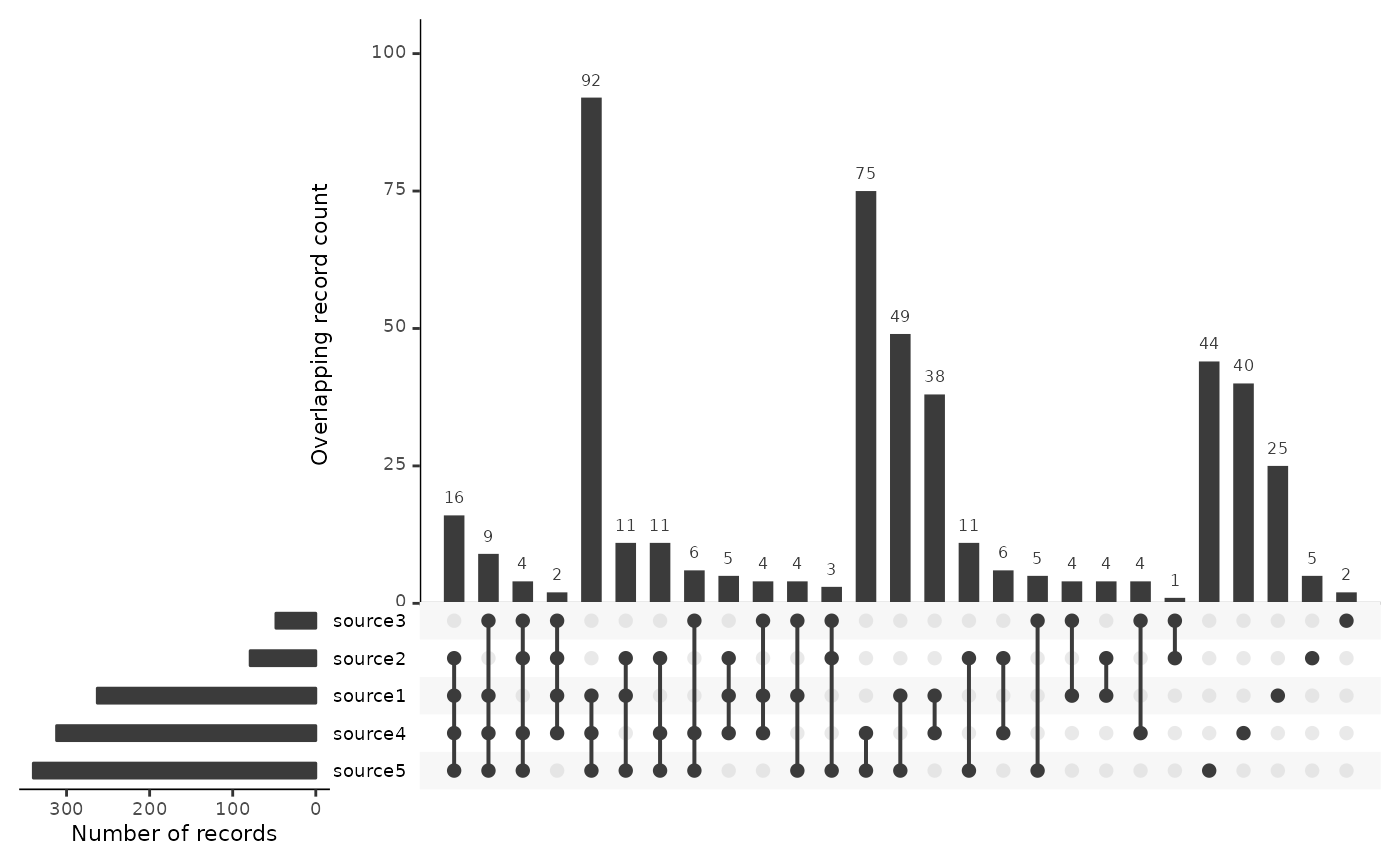 100
75
50
25
0
Overlapping record count
16 9 4 2 92 11 11 6 5 4 4 3 75 49 38 11 6 5 4 4 4 1 44 40 25 5 2
source3
source2
source1
source4
source5
300 200 100 0
Number of records